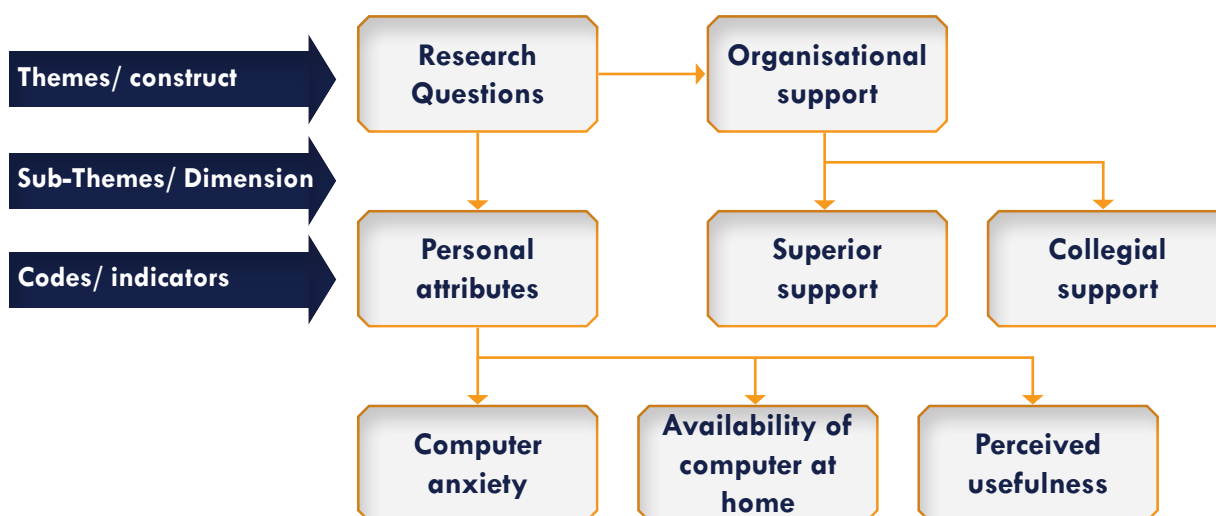 Themes/ construct
Research
Questions
Organisational
support
Sub-Themes/ Dimension
Codes/ indicators
Personal
attributes
Superior
support
Collegial
support
Computer
anxiety
Availability of
computer at
home
Perceived
usefulness